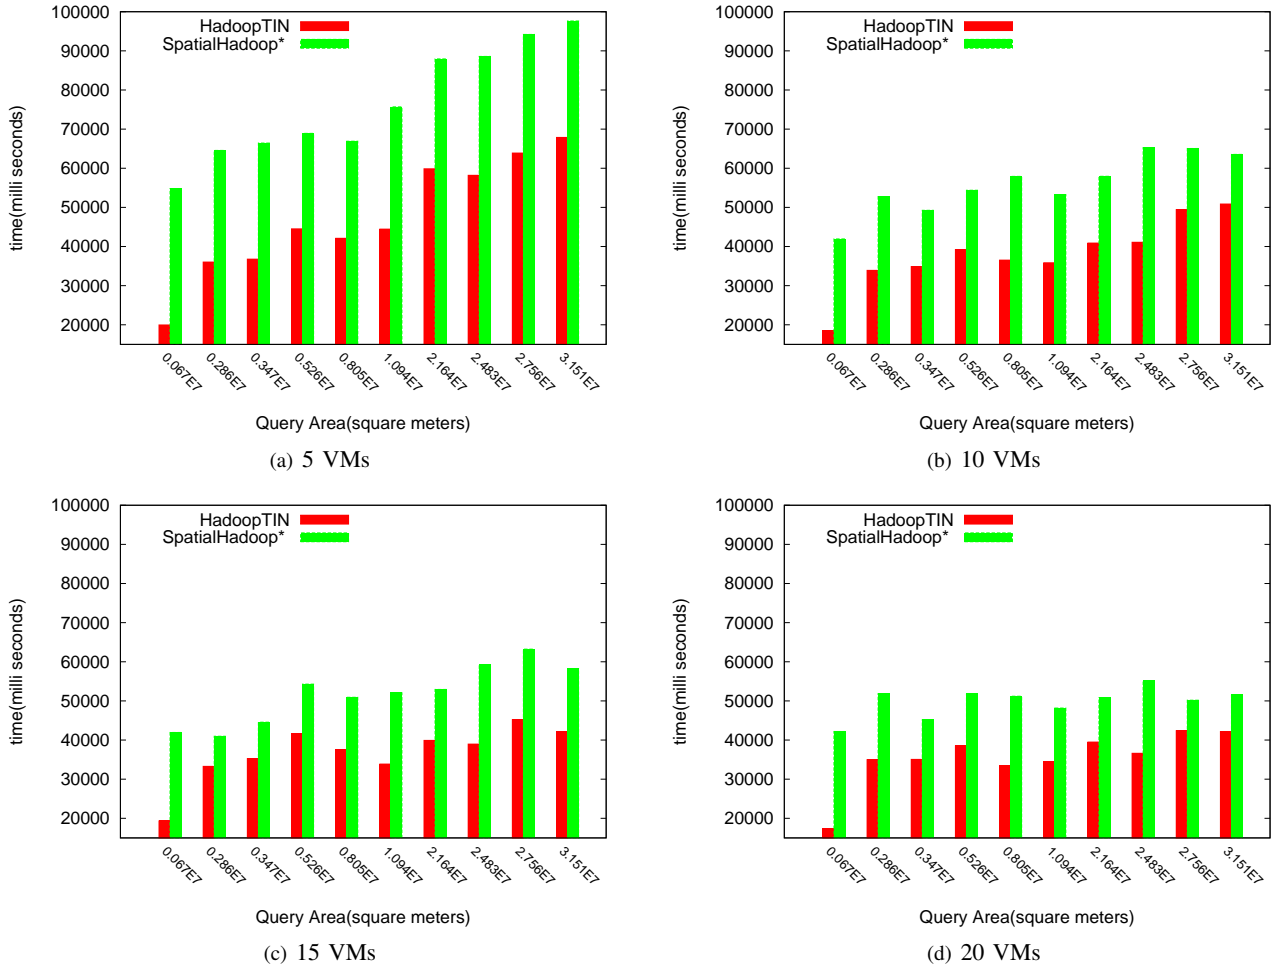 100000
90000
80000
70000
60000
50000
40000
30000
20000
time(milli seconds)
HadoopTIN
SpatialHadoop*
0.067E7
0.286E7
0.347E7
0.526E7
0.805E7
1.094E7
2.164E7
2.483E7
2.756E7
3.151E7
Query Area(square meters)
(a) 5 VMs
100000
90000
80000
70000
60000
50000
40000
30000
20000
time(milli seconds)
HadoopTIN
SpatialHadoop*
0.067E7
0.286E7
0.347E7
0.526E7
0.805E7
1.094E7
2.164E7
2.483E7
2.756E7
3.151E7
Query Area(square meters)
(b) 10 VMs
100000
90000
80000
70000
60000
50000
40000
30000
20000
time(milli seconds)
HadoopTIN
SpatialHadoop*
0.067E7
0.286E7
0.347E7
0.526E7
0.805E7
1.094E7
2.164E7
2.483E7
2.756E7
3.151E7
Query Area(square meters)
(c) 15 VMs
100000
90000
80000
70000
60000
50000
40000
30000
20000
time(milli seconds)
HadoopTIN
SpatialHadoop*
0.067E7
0.286E7
0.347E7
0.526E7
0.805E7
1.094E7
2.164E7
2.483E7
2.756E7
3.151E7
Query Area(square meters)
(d) 20 VMs